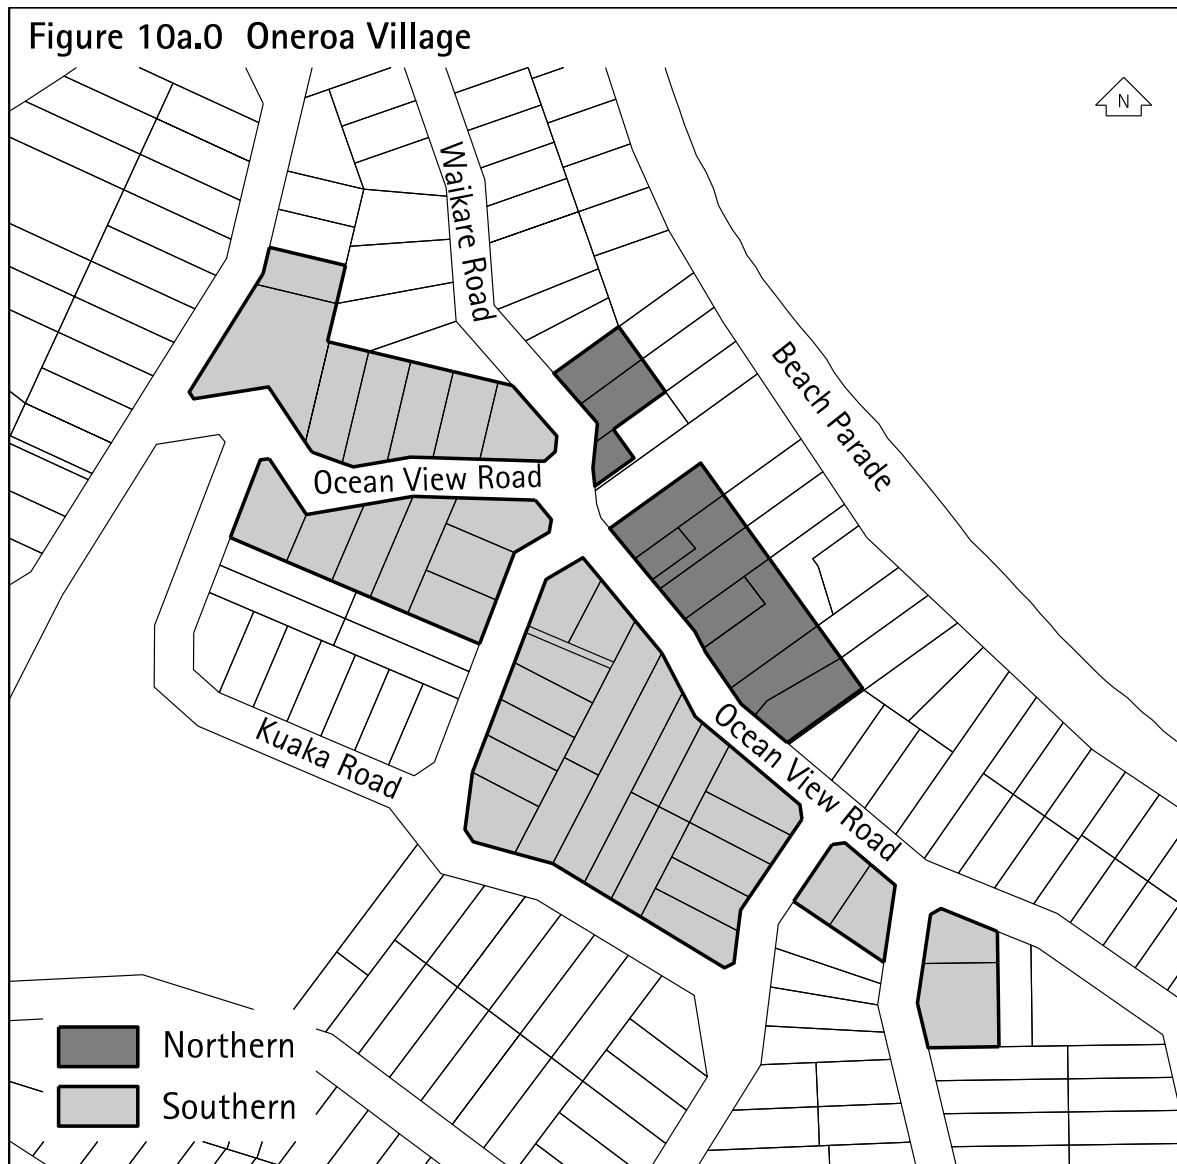 Figure 10a.0 Oneroa Village
N
Waikare Road
Beach Parade
Ocean View Road
Ocean View Road
Kuaka Road
Northern
Southern